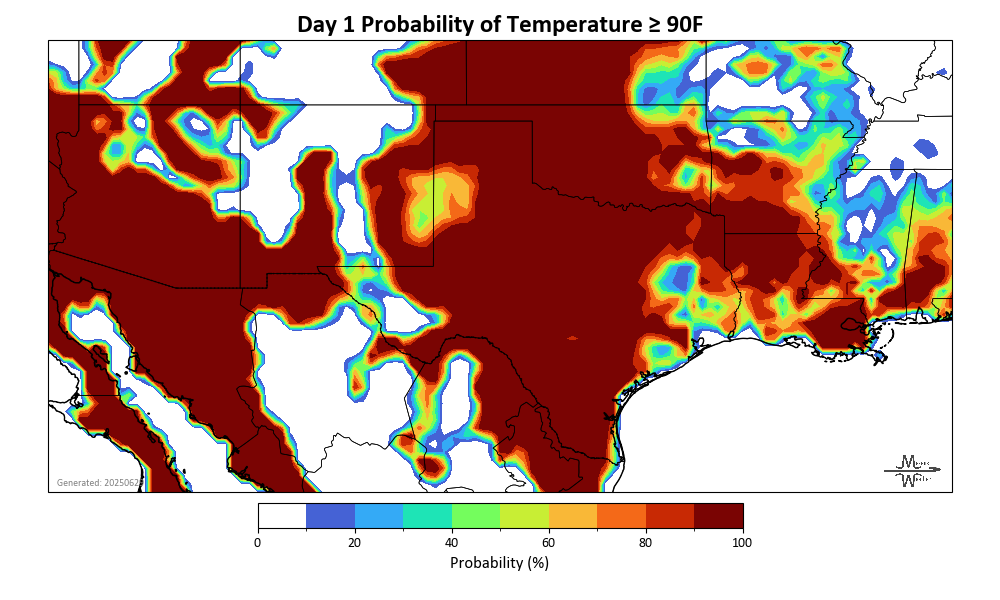 Day 1 Probability of Temperature ≥ 90F
Generated: 2025062
0 20 40 60 80 100
Probability (%)